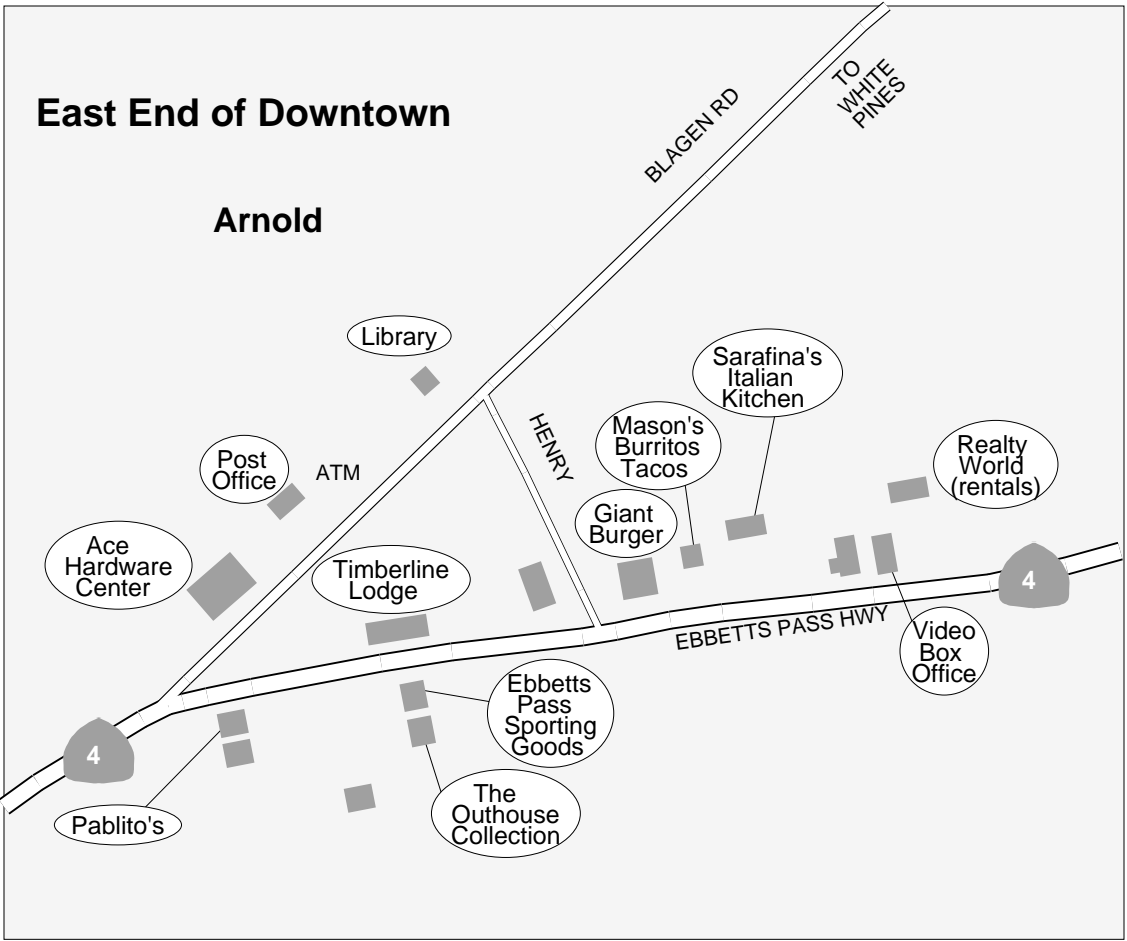 East End of Downtown
Arnold
BLAGEN RD
TO
WHITE
PINES
Library
Sarafina's
Italian
Kitchen
HENRY
Mason's
Burritos
Tacos
Realty
World
(rentals)
Post
Office
ATM
Giant
Burger
Ace
Hardware
Center
Timberline
Lodge
4
EBBETTS PASS HWY
Video
Box
Office
Ebbetts
Pass
Sporting
Goods
4
The
Outhouse
Collection
Pablito's